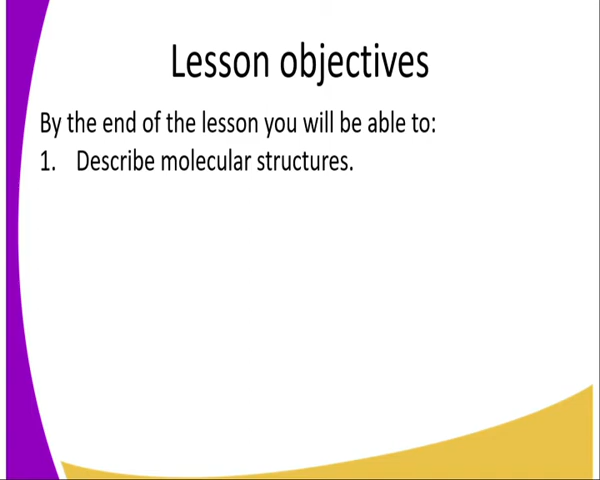 Lesson objectives
By the end of the lesson you will be able to:
1. Describe molecular structures.